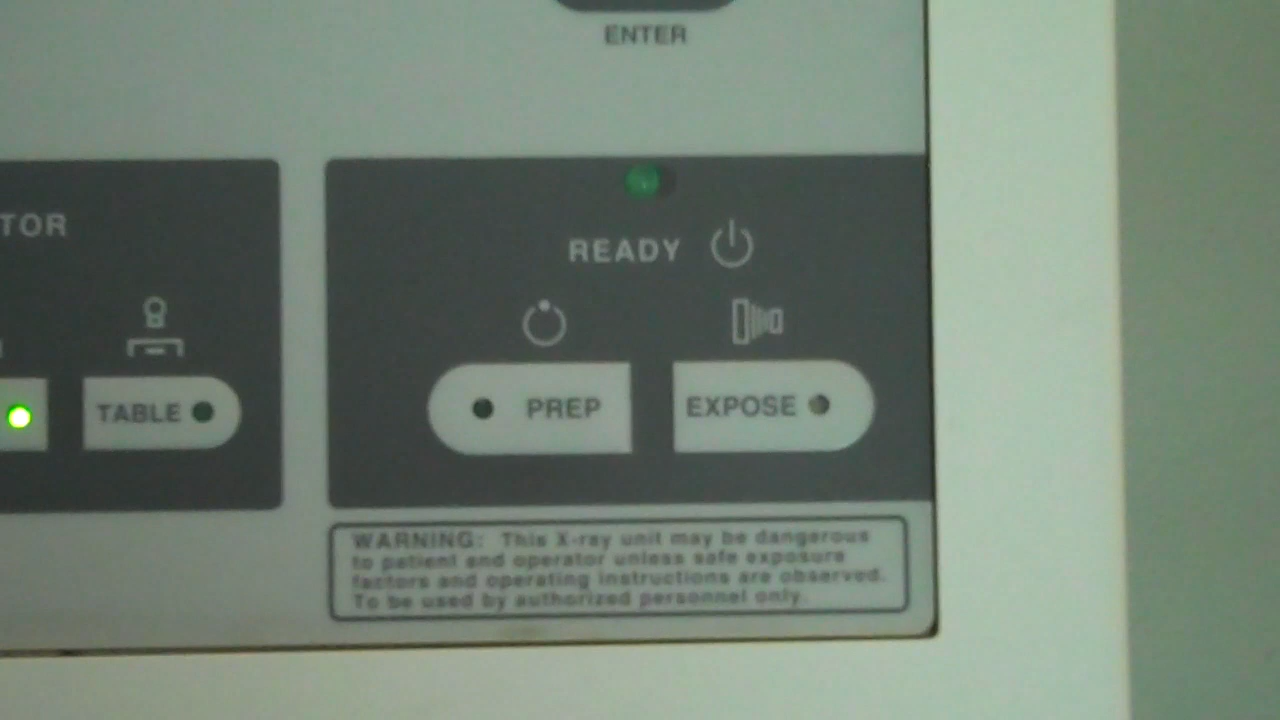 ENTER
TOR
READY
TABLE
PREP
EXPOSE
WARNING: This X-ray unit may be dangerous
to patient and operator unless safe exposure
factors and operating instructions are observed.
To be used by authorized personnel only.